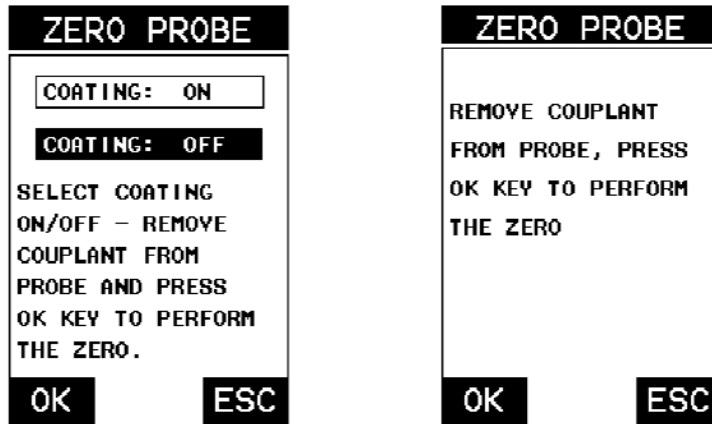 ZERO PROBE
COATING: ON
COATING: OFF
SELECT COATING
ON/OFF – REMOVE
COUPLANT FROM
PROBE AND PRESS
OK KEY TO PERFORM
THE ZERO.
OK ESC
ZERO PROBE
REMOVE COUPLANT
FROM PROBE, PRESS
OK KEY TO PERFORM
THE ZERO
OK ESC